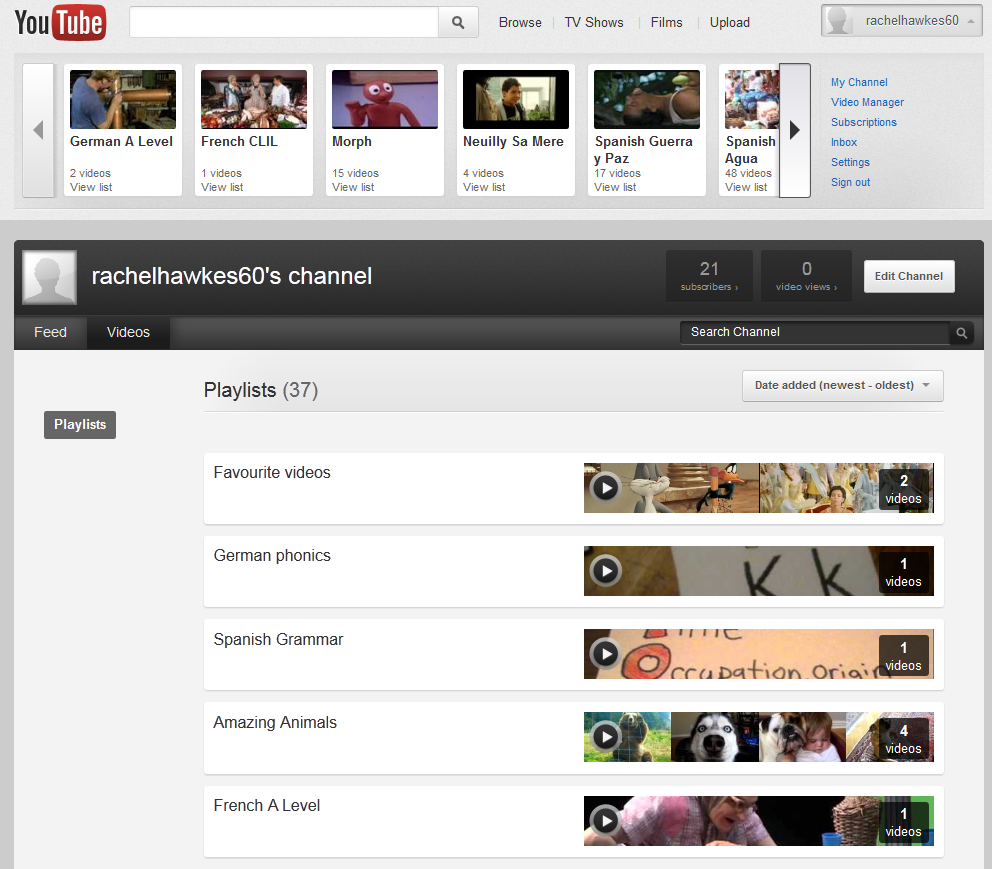 YouTube
Browse
TV Shows
Films
Upload
rachelhawkes60
German A Level
2 videos
View list
French CLIL
1 videos
View list
Morph
15 videos
View list
Neuilly Sa Mere
4 videos
View list
Spanish Guerra
y Paz
17 videos
View list
Spanish
Agua
48 videos
View list
My Channel
Video Manager
Subscriptions
Inbox
Settings
Sign out
rachelhawkes60's channel
21
subscribers ›
0
video views ›
Edit Channel
Feed
Videos
Search Channel
Playlists (37)
Date added (newest - oldest)
Playlists
Favourite videos
2
videos
German phonics
K k
1
videos
Spanish Grammar
Occupation, Origin
1
videos
Amazing Animals
4
videos
French A Level
1
videos